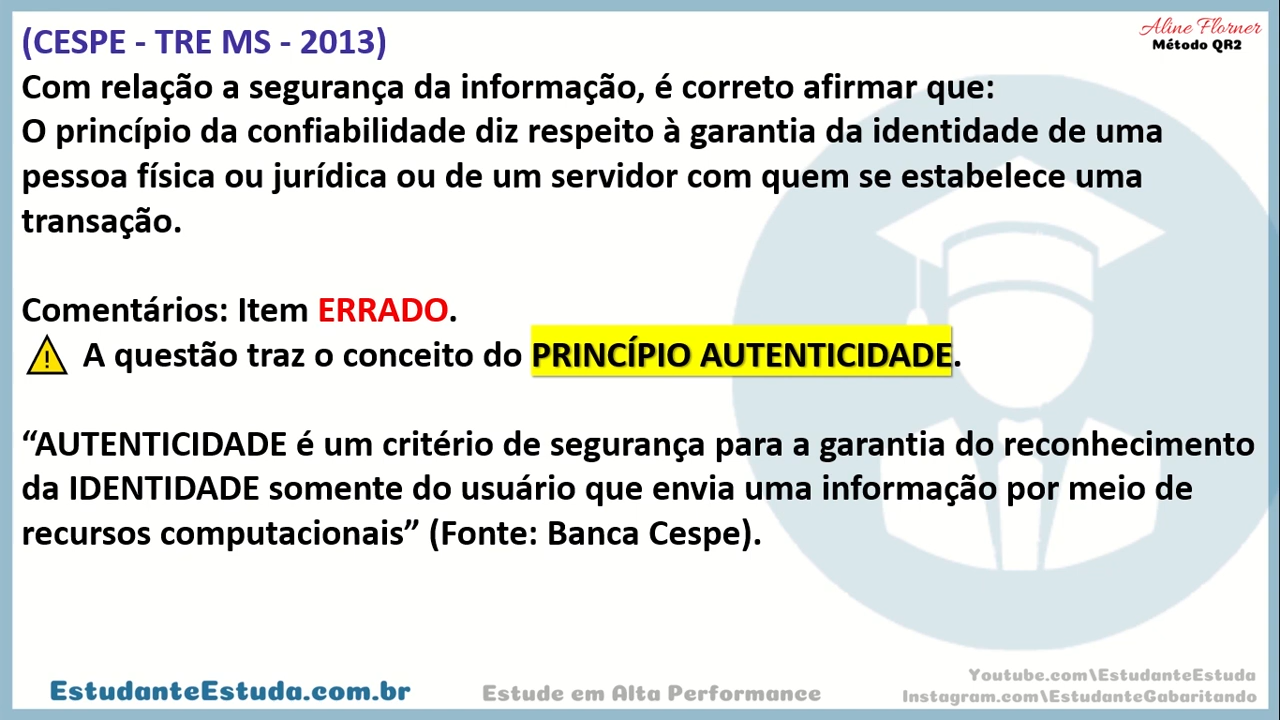 (CESPE - TRE MS - 2013)
Aline Florner
Método QR2
Com relação a segurança da informação, é correto afirmar que:
O princípio da confiabilidade diz respeito à garantia da identidade de uma
pessoa física ou jurídica ou de um servidor com quem se estabelece uma
transação.
Comentários: Item ERRADO.
A questão traz o conceito do PRINCÍPIO AUTENTICIDADE.
“AUTENTICIDADE é um critério de segurança para a garantia do reconhecimento
da IDENTIDADE somente do usuário que envia uma informação por meio de
recursos computacionais” (Fonte: Banca Cespe).
EstudanteEstuda.com.br
Estude em Alta Performance
Youtube.com\EstudanteEstuda
Instagram.com\EstudanteGabaritando